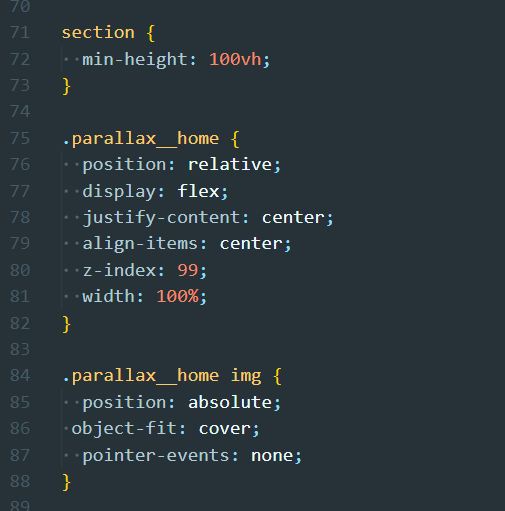 70
71 section {
72   min-height: 100vh;
73 }
74
75 .parallax__home {
76   position: relative;
77   display: flex;
78   justify-content: center;
79   align-items: center;
80   z-index: 99;
81   width: 100%;
82 }
83
84 .parallax__home img {
85   position: absolute;
86  object-fit: cover;
87   pointer-events: none;
88 }
89